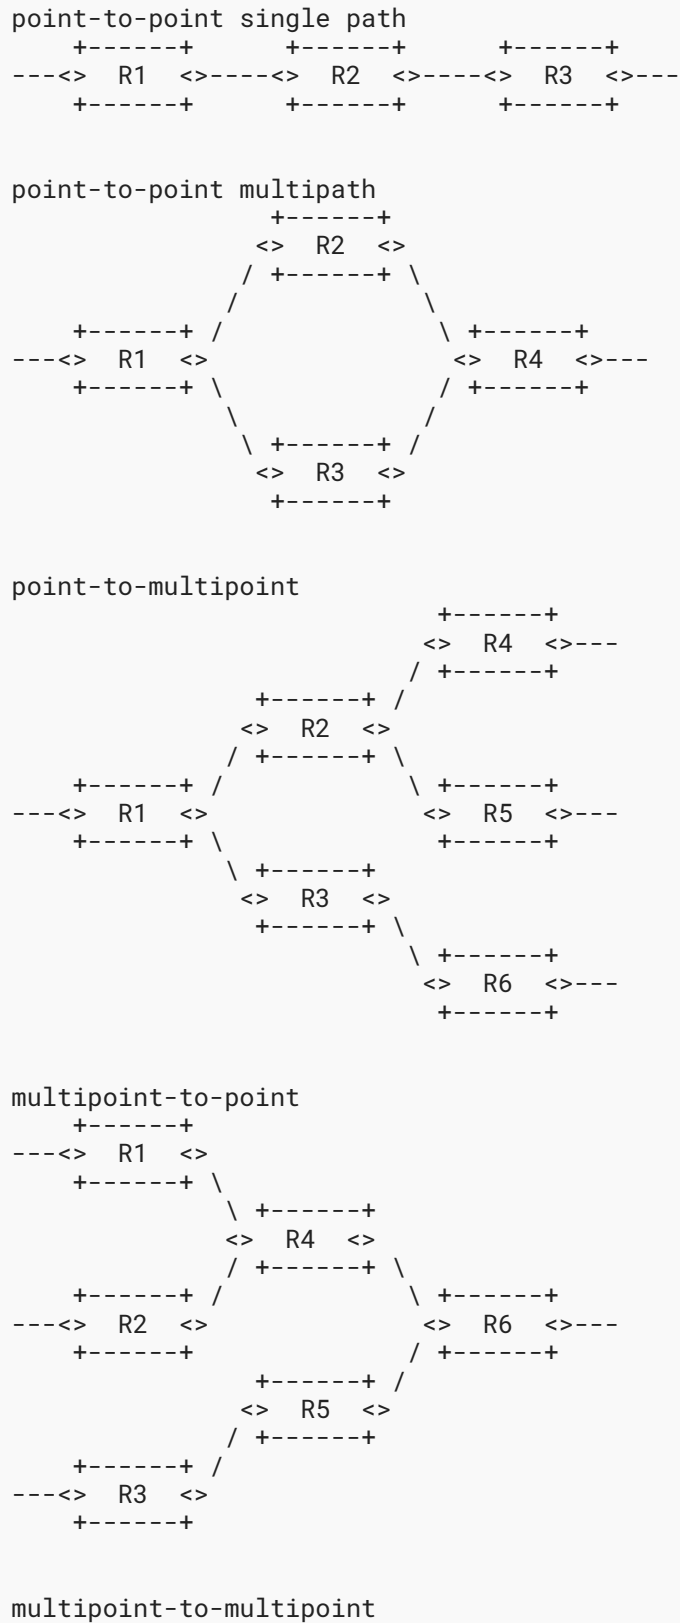 point-to-point single path
    +------+      +------+      +------+
---<>  R1  <>----<>  R2  <>----<>  R3  <>---
    +------+      +------+      +------+
point-to-point multipath
                 +------+
                <>  R2  <>
               / +------+ \
              /            \
    +------+ /              \ +------+
---<>  R1  <>                <>  R4  <>---
    +------+ \              / +------+
              \            /
               \ +------+ /
                <>  R3  <>
                 +------+
point-to-multipoint
                            +------+
                           <>  R4  <>---
                          / +------+
                +------+ /
               <>  R2  <>
              / +------+ \
    +------+ /            \ +------+
---<>  R1  <>              <>  R5  <>---
    +------+ \              +------+
              \ +------+
               <>  R3  <>
                +------+ \
                          \ +------+
                           <>  R6  <>---
                            +------+
multipoint-to-point
    +------+
---<>  R1  <>
    +------+ \
              \ +------+
              <>  R4  <>
              / +------+ \
    +------+ /            \ +------+
---<>  R2  <>              <>  R6  <>---
    +------+              / +------+
                +------+ /
               <>  R5  <>
              / +------+
    +------+ /
---<>  R3  <>
    +------+
multipoint-to-multipoint